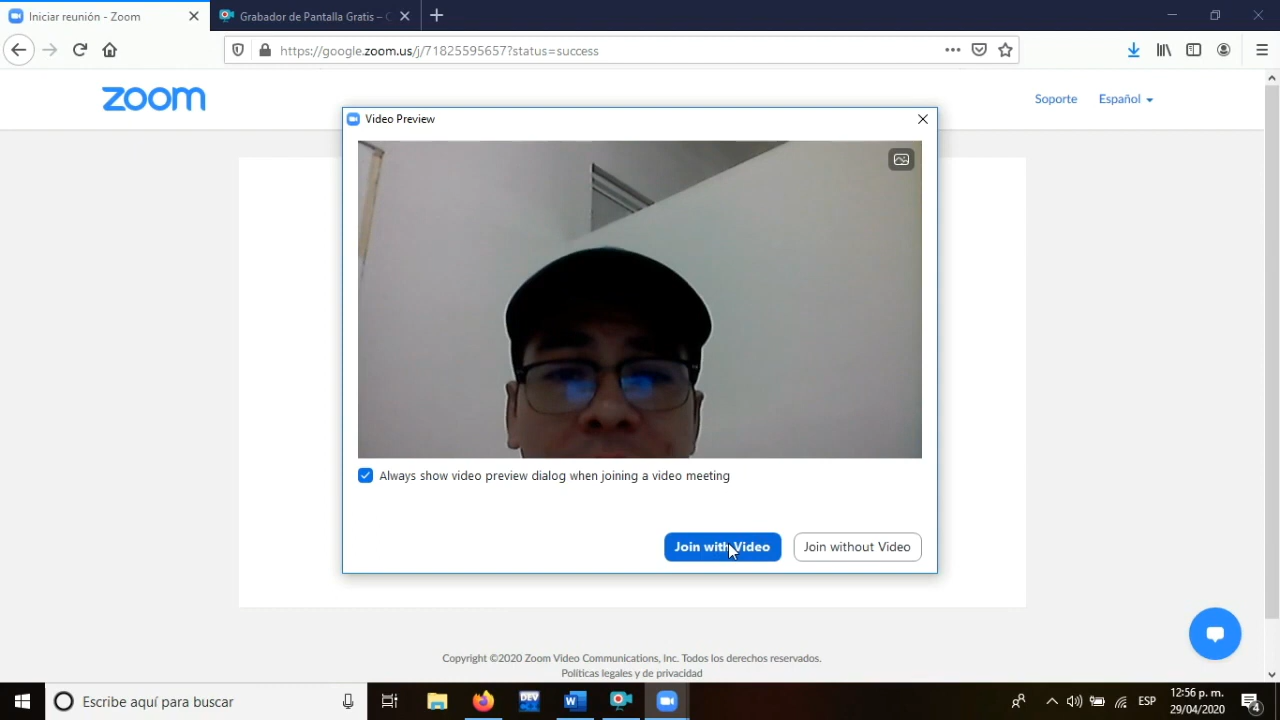 Iniciar reunión - Zoom
Grabador de Pantalla Gratis –
https://google.zoom.us/j/71825595657?status=success
zoom
Soporte
Español
Video Preview
Always show video preview dialog when joining a video meeting
Join with Video
Join without Video
Copyright ©2020 Zoom Video Communications, Inc. Todos los derechos reservados.
Políticas legales y de privacidad
Escribe aquí para buscar
DEV
ESP
12:56 p. m.
29/04/2020
4